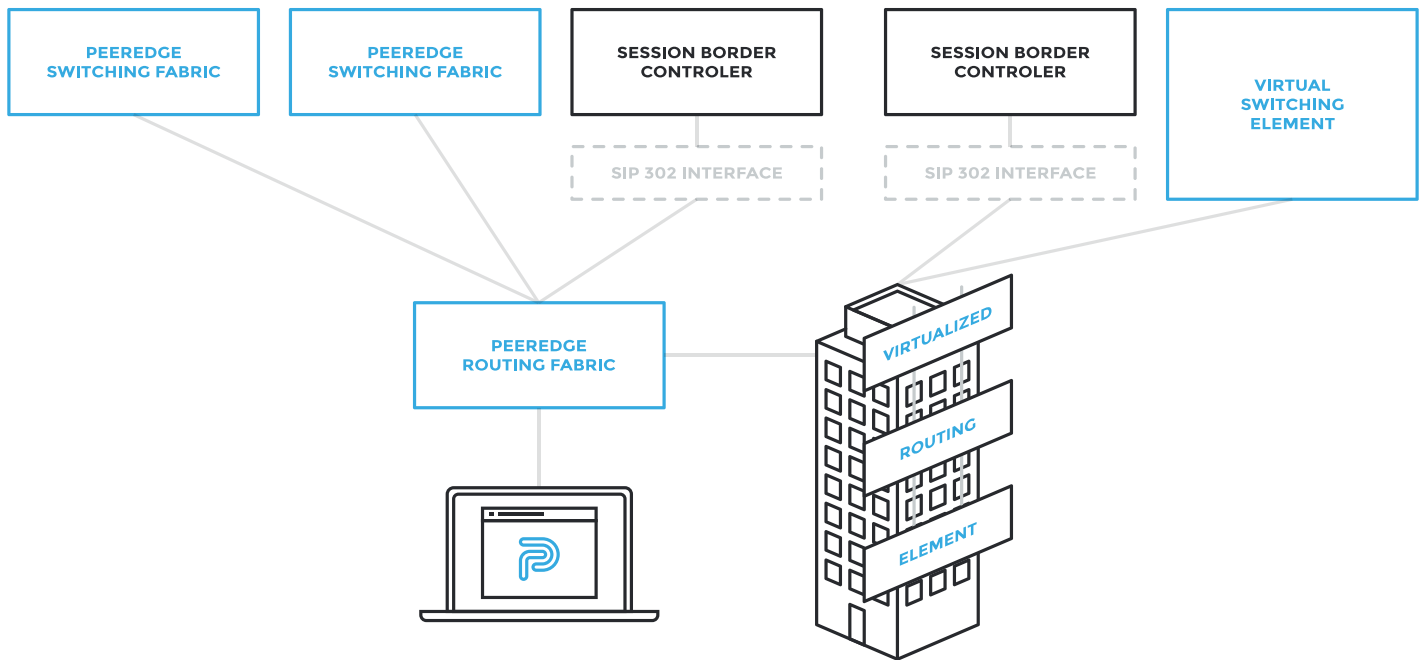 PEEREDGE
SWITCHING FABRIC
PEEREDGE
SWITCHING FABRIC
SESSION BORDER
CONTROLER
SESSION BORDER
CONTROLER
VIRTUAL
SWITCHING
ELEMENT
SIP 302 INTERFACE
SIP 302 INTERFACE
PEEREDGE
ROUTING FABRIC
VIRTUALIZED
ROUTING
ELEMENT